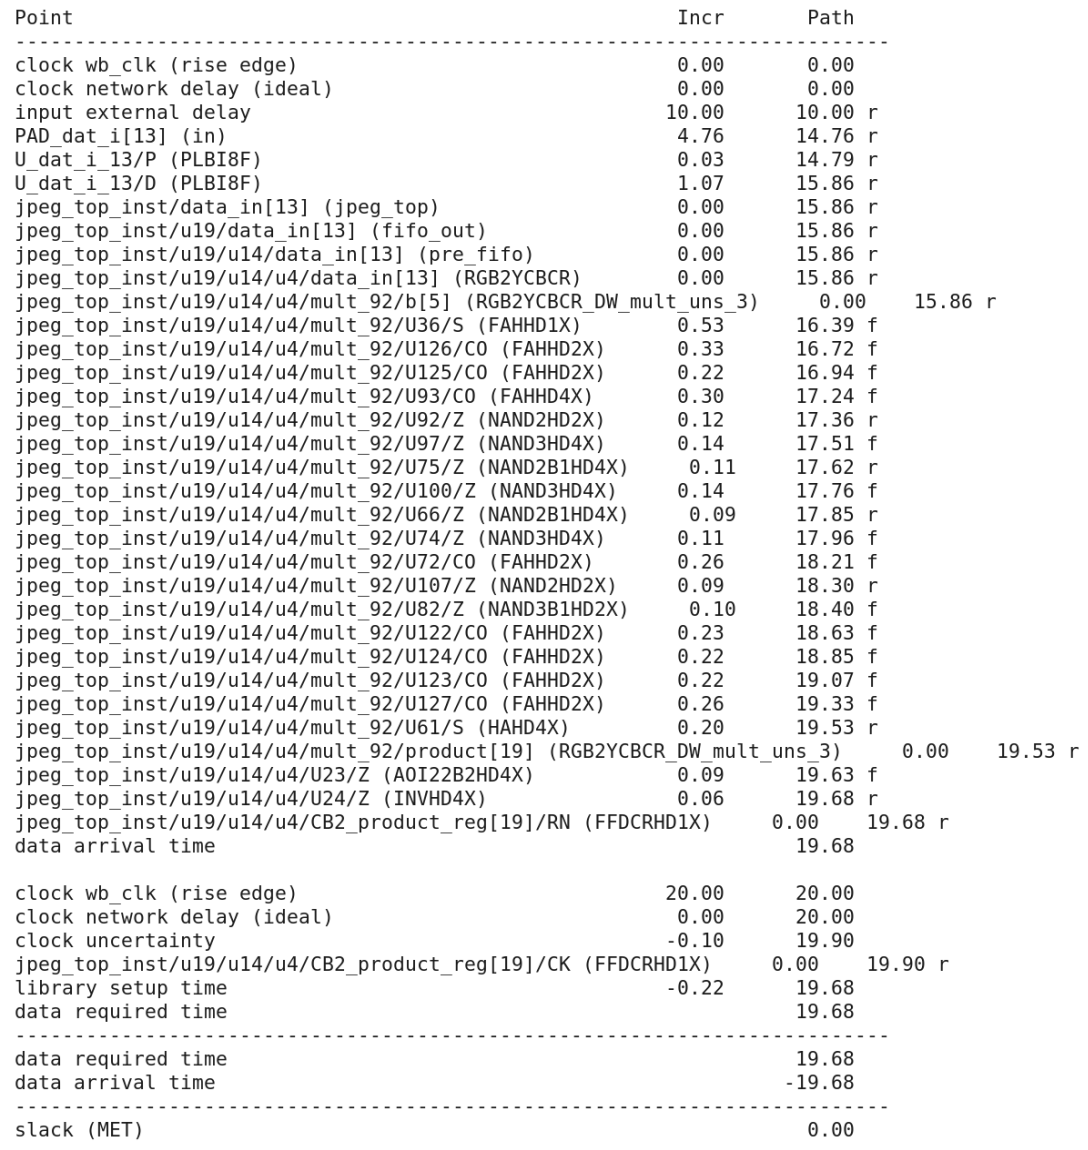 Point                                                   Incr       Path
--------------------------------------------------------------------------
clock wb_clk (rise edge)                                0.00       0.00
clock network delay (ideal)                             0.00       0.00
input external delay                                   10.00      10.00 r
PAD_dat_i[13] (in)                                      4.76      14.76 r
U_dat_i_13/P (PLBI8F)                                   0.03      14.79 r
U_dat_i_13/D (PLBI8F)                                   1.07      15.86 r
jpeg_top_inst/data_in[13] (jpeg_top)                    0.00      15.86 r
jpeg_top_inst/u19/data_in[13] (fifo_out)                0.00      15.86 r
jpeg_top_inst/u19/u14/data_in[13] (pre_fifo)            0.00      15.86 r
jpeg_top_inst/u19/u14/u4/data_in[13] (RGB2YCBCR)        0.00      15.86 r
jpeg_top_inst/u19/u14/u4/mult_92/b[5] (RGB2YCBCR_DW_mult_uns_3)     0.00    15.86 r
jpeg_top_inst/u19/u14/u4/mult_92/U36/S (FAHHD1X)        0.53      16.39 f
jpeg_top_inst/u19/u14/u4/mult_92/U126/CO (FAHHD2X)      0.33      16.72 f
jpeg_top_inst/u19/u14/u4/mult_92/U125/CO (FAHHD2X)      0.22      16.94 f
jpeg_top_inst/u19/u14/u4/mult_92/U93/CO (FAHHD4X)       0.30      17.24 f
jpeg_top_inst/u19/u14/u4/mult_92/U92/Z (NAND2HD2X)      0.12      17.36 r
jpeg_top_inst/u19/u14/u4/mult_92/U97/Z (NAND3HD4X)      0.14      17.51 f
jpeg_top_inst/u19/u14/u4/mult_92/U75/Z (NAND2B1HD4X)     0.11     17.62 r
jpeg_top_inst/u19/u14/u4/mult_92/U100/Z (NAND3HD4X)     0.14      17.76 f
jpeg_top_inst/u19/u14/u4/mult_92/U66/Z (NAND2B1HD4X)     0.09     17.85 r
jpeg_top_inst/u19/u14/u4/mult_92/U74/Z (NAND3HD4X)      0.11      17.96 f
jpeg_top_inst/u19/u14/u4/mult_92/U72/CO (FAHHD2X)       0.26      18.21 f
jpeg_top_inst/u19/u14/u4/mult_92/U107/Z (NAND2HD2X)     0.09      18.30 r
jpeg_top_inst/u19/u14/u4/mult_92/U82/Z (NAND3B1HD2X)     0.10     18.40 f
jpeg_top_inst/u19/u14/u4/mult_92/U122/CO (FAHHD2X)      0.23      18.63 f
jpeg_top_inst/u19/u14/u4/mult_92/U124/CO (FAHHD2X)      0.22      18.85 f
jpeg_top_inst/u19/u14/u4/mult_92/U123/CO (FAHHD2X)      0.22      19.07 f
jpeg_top_inst/u19/u14/u4/mult_92/U127/CO (FAHHD2X)      0.26      19.33 f
jpeg_top_inst/u19/u14/u4/mult_92/U61/S (HAHD4X)         0.20      19.53 r
jpeg_top_inst/u19/u14/u4/mult_92/product[19] (RGB2YCBCR_DW_mult_uns_3)     0.00    19.53 r
jpeg_top_inst/u19/u14/u4/U23/Z (AOI22B2HD4X)            0.09      19.63 f
jpeg_top_inst/u19/u14/u4/U24/Z (INVHD4X)                0.06      19.68 r
jpeg_top_inst/u19/u14/u4/CB2_product_reg[19]/RN (FFDCRHD1X)     0.00    19.68 r
data arrival time                                                 19.68

clock wb_clk (rise edge)                               20.00      20.00
clock network delay (ideal)                             0.00      20.00
clock uncertainty                                      -0.10      19.90
jpeg_top_inst/u19/u14/u4/CB2_product_reg[19]/CK (FFDCRHD1X)     0.00    19.90 r
library setup time                                     -0.22      19.68
data required time                                                19.68
--------------------------------------------------------------------------
data required time                                                19.68
data arrival time                                                -19.68
--------------------------------------------------------------------------
slack (MET)                                                        0.00